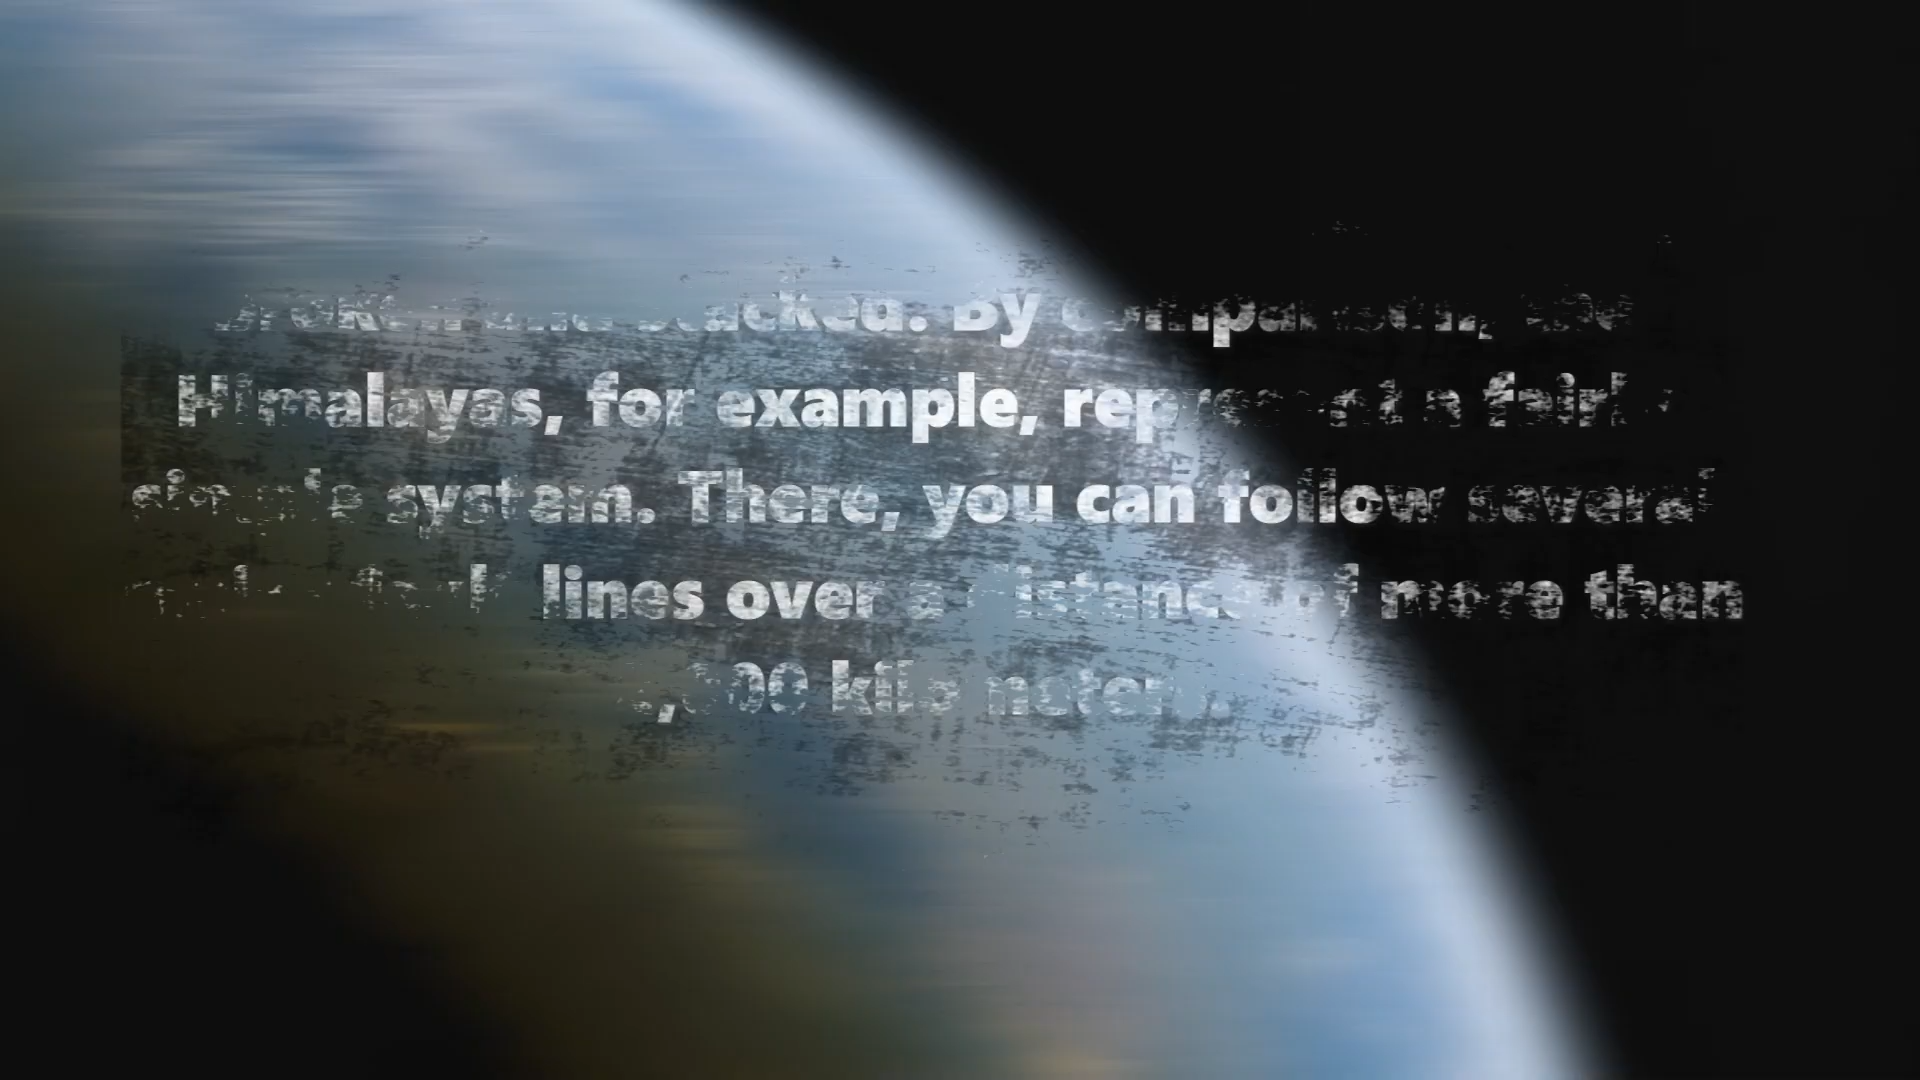 broken and stacked. By comparison, the
Himalayas, for example, represent a fairly
simple system. There, you can follow several
lines over a distance of more than
kilometers.